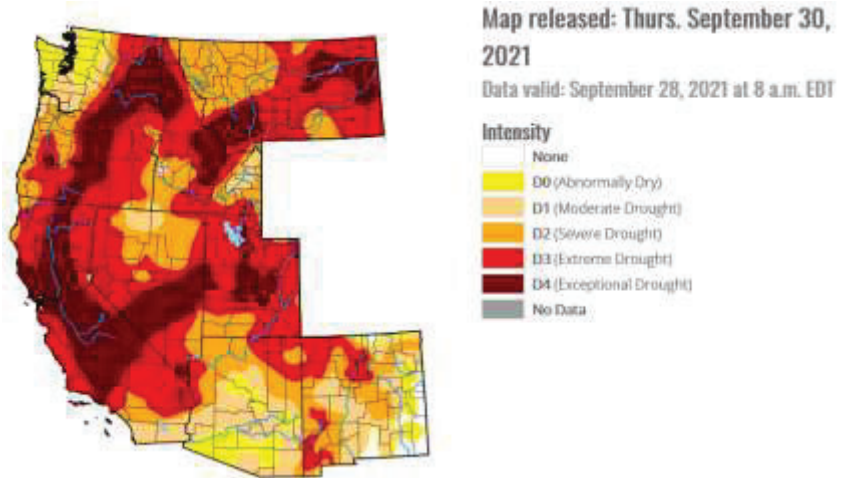 Map released: Thurs. September 30,
2021
Data valid: September 28, 2021 at 8 a.m. EDT
Intensity
None
D0 (Abnormally Dry)
D1 (Moderate Drought)
D2 (Severe Drought)
D3 (Extreme Drought)
D4 (Exceptional Drought)
No Data